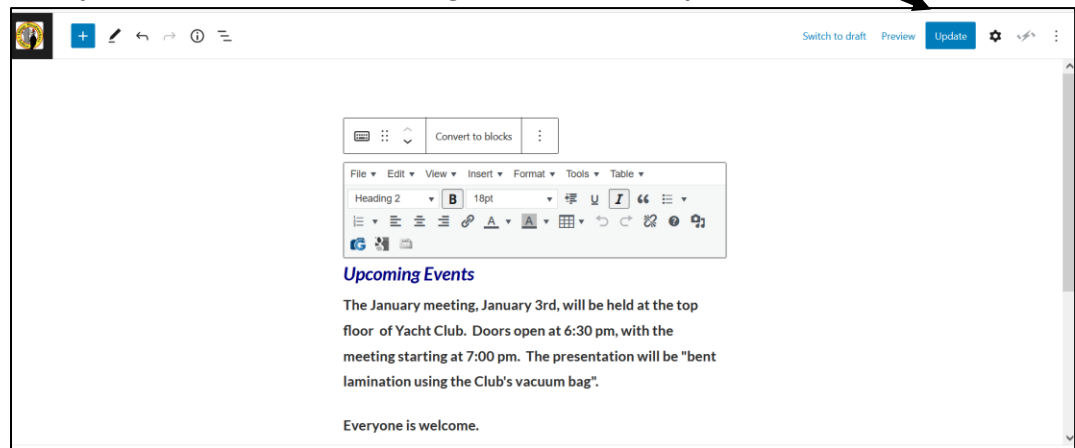 Switch to draft Preview Update
Convert to blocks
File Edit View Insert Format Tools Table
Heading 2 B 18pt U I
A A
Upcoming Events
The January meeting, January 3rd, will be held at the top
floor of Yacht Club. Doors open at 6:30 pm, with the
meeting starting at 7:00 pm. The presentation will be "bent
lamination using the Club's vacuum bag".
Everyone is welcome.